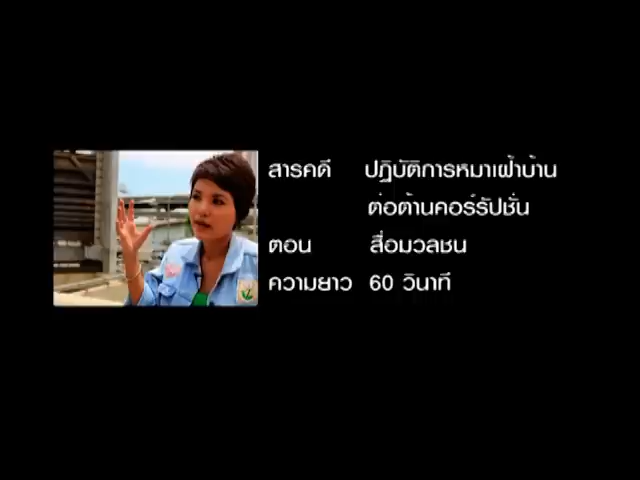 สารคดี ปฏิบัติการหมาเฝ้าบ้าน
ต่อต้านคอร์รัปชั่น
ตอน สื่อมวลชน
ความยาว 60 วินาที